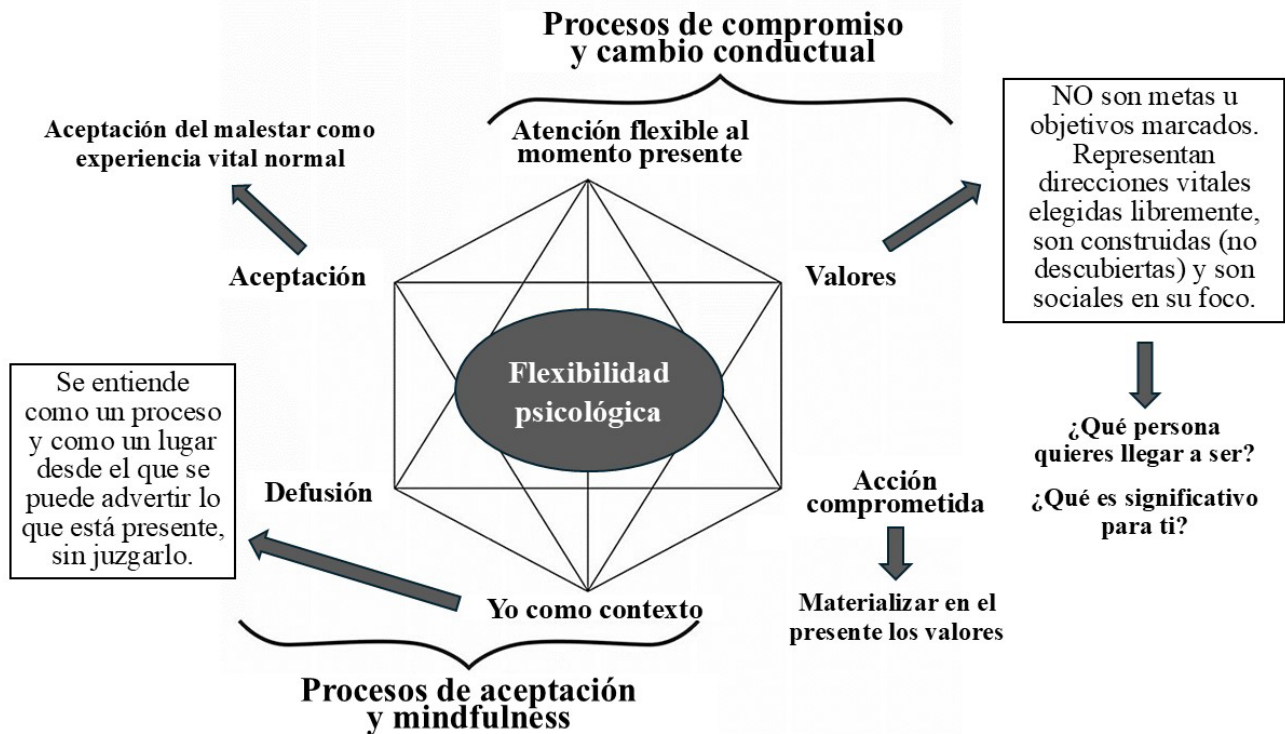 Procesos de compromiso
y cambio conductual
Aceptación del malestar como
experiencia vital normal
Atención flexible al
momento presente
NO son metas u
objetivos marcados.
Representan
direcciones vitales
elegidas libremente,
son construidas (no
descubiertas) y son
sociales en su foco.
Aceptación
Valores
Flexibilidad
psicológica
Se entiende
como un proceso
y como un lugar
desde el que se
puede advertir lo
que está presente,
sin juzgarlo.
Defusión
Acción
comprometida
¿Qué persona
quieres llegar a ser?
¿Qué es significativo
para ti?
Yo como contexto
Materializar en el
presente los valores
Procesos de aceptación
y mindfulness